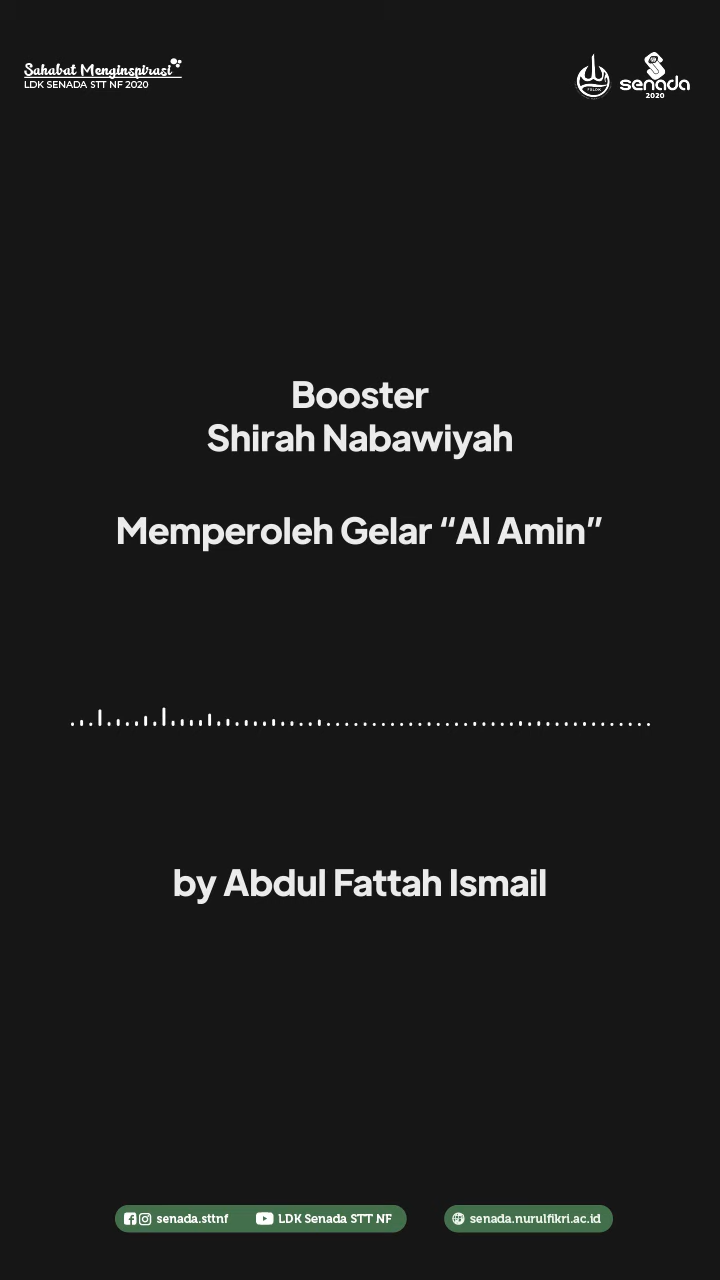 Sahabat Menginspirasi
LDK SENADA STT NF 2020
FSLDK
senada
2020
Booster
Shirah Nabawiyah
Memperoleh Gelar “Al Amin”
by Abdul Fattah Ismail
senada.sttnf
LDK Senada STT NF
senada.nurulfikri.ac.id